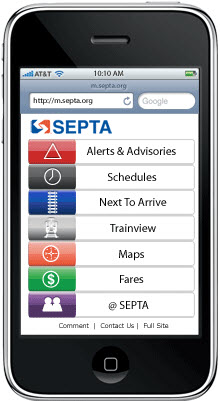 AT&T 10:10 AM
m.septa.org
http://m.septa.org Google
SEPTA
Alerts & Advisories
Schedules
Next To Arrive
Trainview
Maps
Fares
@ SEPTA
Comment | Contact Us | Full Site